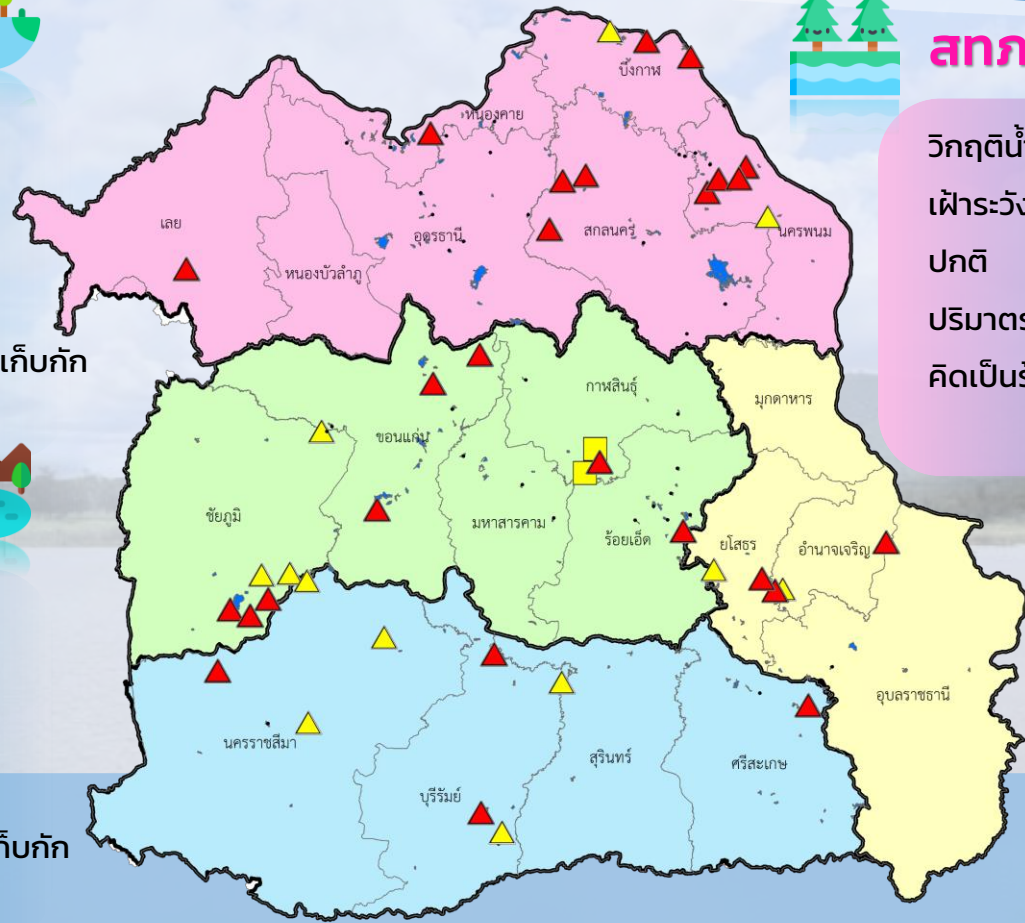 สทภ
วิกฤติน้ำ
เฝ้าระวัง
ปกติ
ปริมาตร
คิดเป็นร้
เก็บกัก
ก็บกัก
บึงกาฬ
หนองคาย
เลย
อุดรธานี
สกลนคร
นครพนม
หนองบัวลำภู
กาฬสินธุ์
มุกดาหาร
ขอนแก่น
ชัยภูมิ
มหาสารคาม
ร้อยเอ็ด
ยโสธร
อำนาจเจริญ
อุบลราชธานี
นครราชสีมา
สุรินทร์
ศรีสะเกษ
บุรีรัมย์